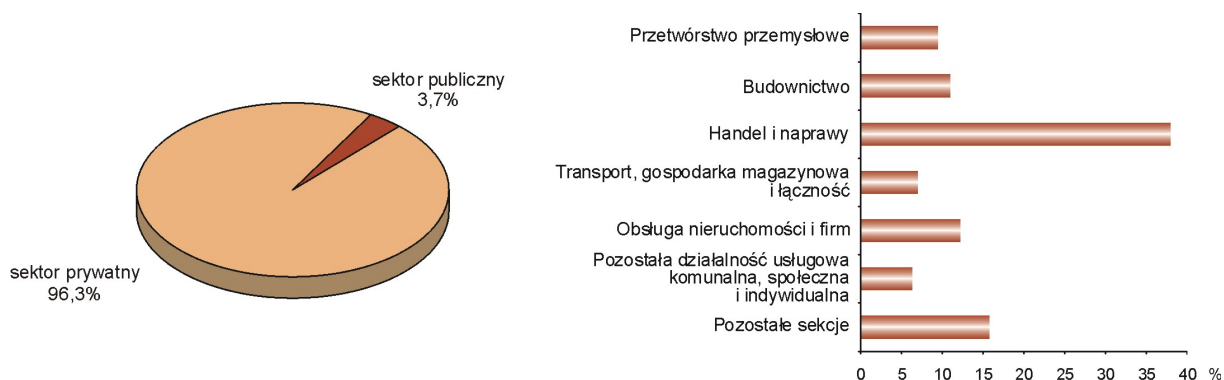 sektor publiczny
3,7%
sektor prywatny
96,3%
Przetwórstwo przemysłowe
Budownictwo
Handel i naprawy
Transport, gospodarka magazynowa
i łączność
Obsługa nieruchomości i firm
Pozostała działalność usługowa
komunalna, społeczna
i indywidualna
Pozostałe sekcje
0 5 10 15 20 25 30 35 40 %